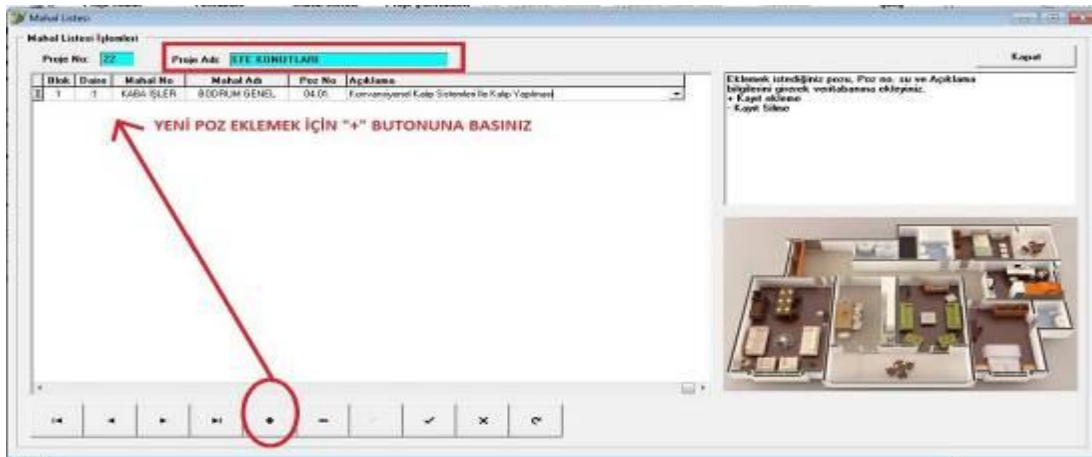 Mahal Listesi
Mahal Listesi İşlemleri
Proje No: 22 Proje Adı: EFE KONUTLARI
Kapat
Blok Daire Mahal No Mahal Adı Poz No Açıklama
1 1 KABA İŞLER BODRUM GENEL 04.01. Konvansiyonel Kalıp Sistemleri İle Kalıp Yapılması
YENİ POZ EKLEMEK İÇİN "+" BUTONUNA BASINIZ
Eklemek istediğiniz pozu, Poz no. su ve Açıklama
bilgilerini girerek veritabanına ekleyiniz.
+ Kayıt ekleme
- Kayıt Silme